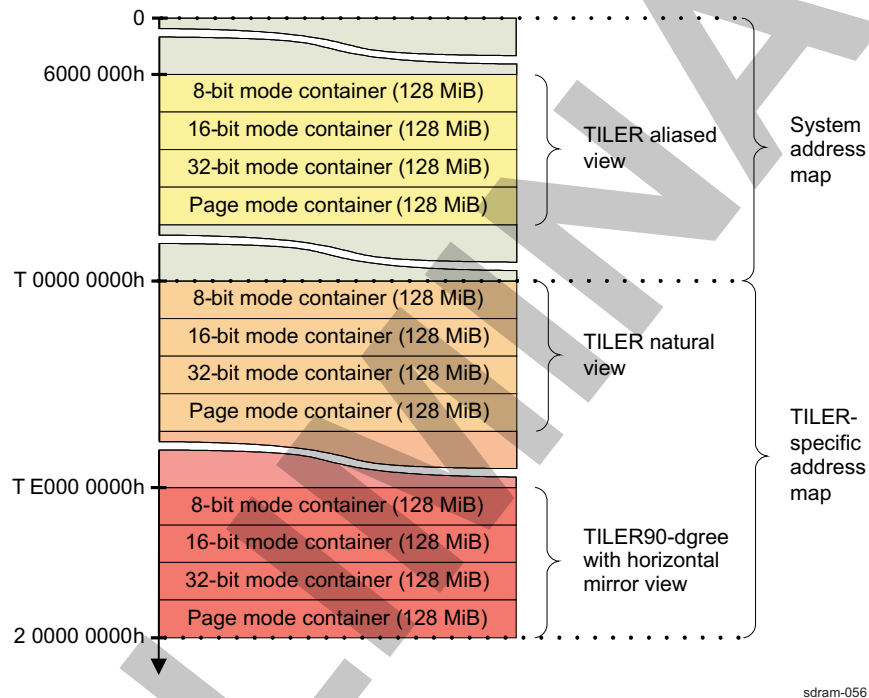 0
6000 000h
8-bit mode container (128 MiB)
16-bit mode container (128 MiB)
32-bit mode container (128 MiB)
Page mode container (128 MiB)
TILER aliased
view
System
address
map
T 0000 0000h
8-bit mode container (128 MiB)
16-bit mode container (128 MiB)
32-bit mode container (128 MiB)
Page mode container (128 MiB)
TILER natural
view
TILER-
specific
address
map
T E000 0000h
8-bit mode container (128 MiB)
16-bit mode container (128 MiB)
32-bit mode container (128 MiB)
Page mode container (128 MiB)
TILER90-dgree
with horizontal
mirror view
2 0000 0000h
sdram-056
LIMINA